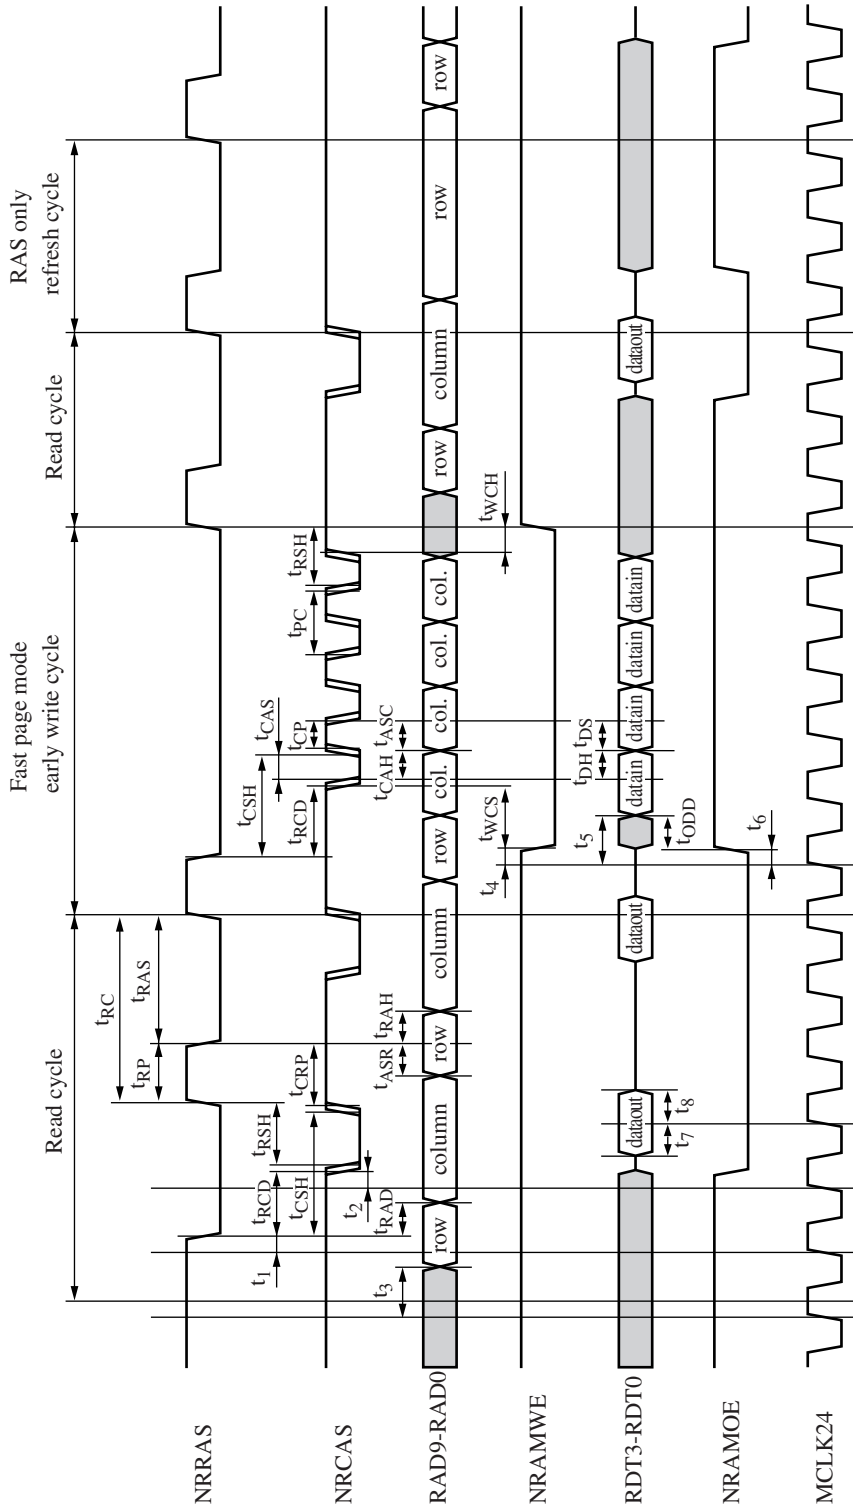 Read cycle
Fast page mode
early write cycle
Read cycle
RAS only
refresh cycle
tRC
tRP
tRAS
NRRAS
t1
tRCD
tRSH
tCSH
tCRP
tCSH
tRCD
tCAS
tCP
tPC
tRSH
NRCAS
t2
t3
tRAD
tASR
tRAH
tCAH
tASC
RAD9-RAD0
row
column
row
column
row
col.
col.
col.
col.
row
column
row
row
NRAMWE
t4
tWCS
tWCH
t5
tDH
tDS
RDT3-RDT0
dataout
dataout
datain
datain
datain
datain
dataout
t7
t8
tODD
NRAMOE
t6
MCLK24